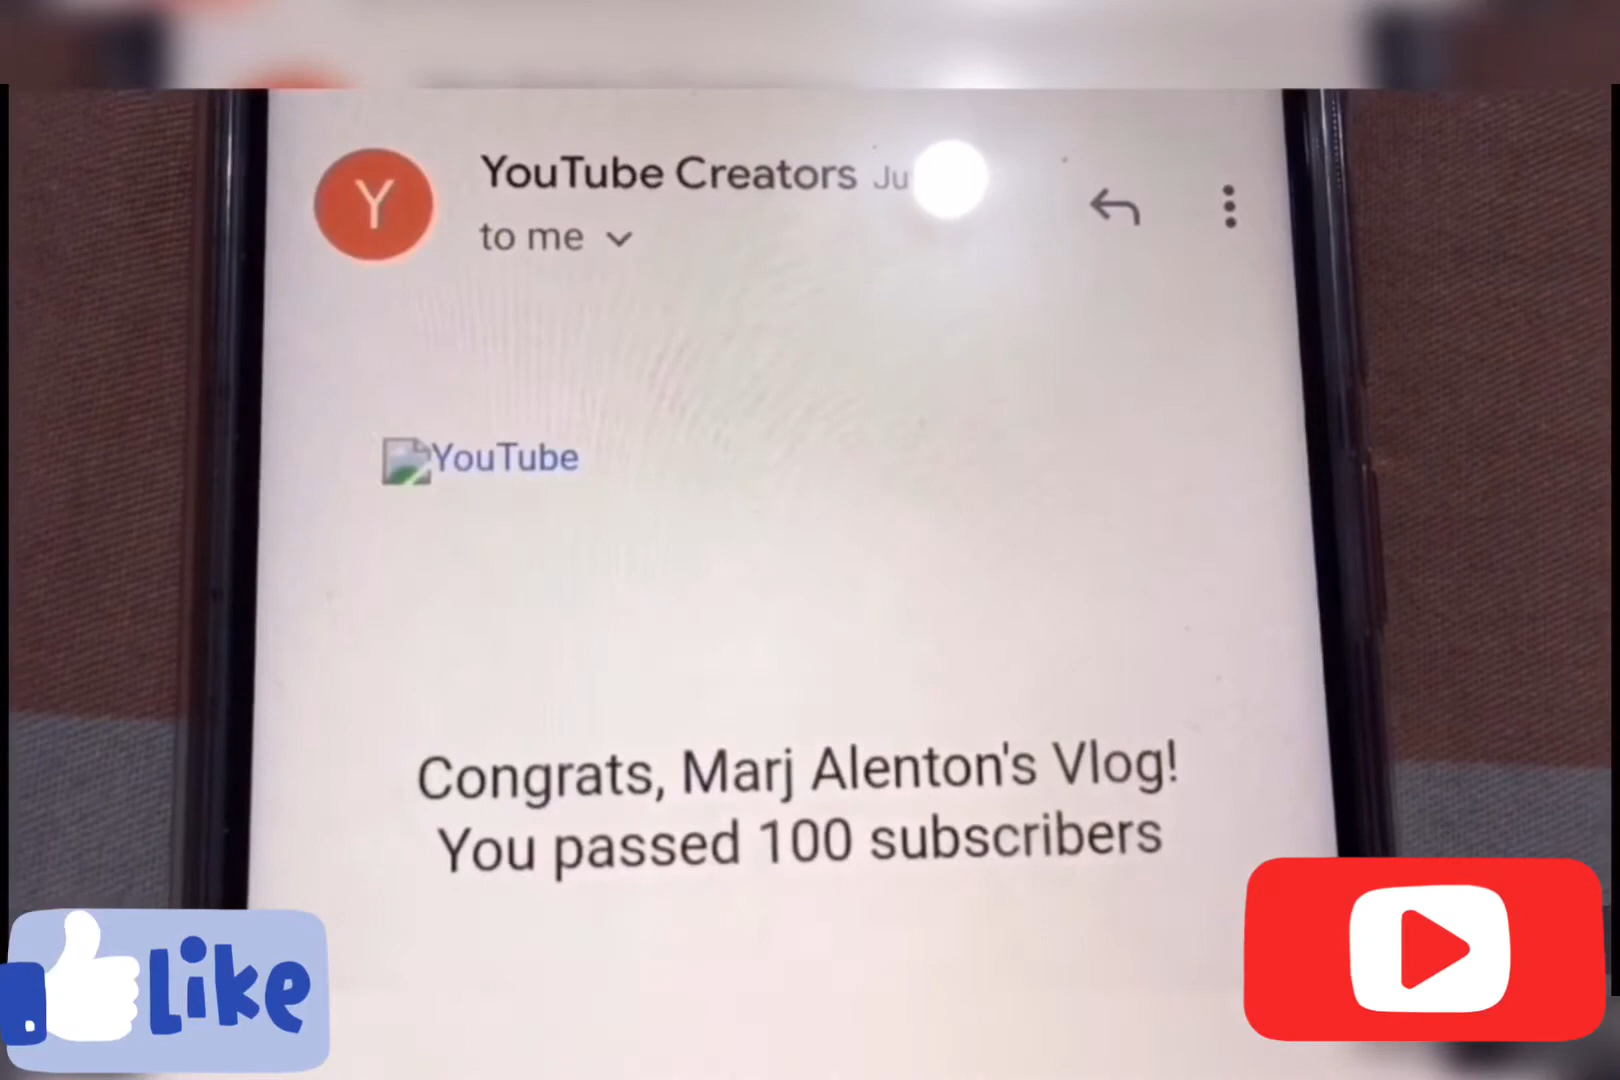 Y
YouTube Creators Ju
to me
YouTube
Congrats, Marj Alenton's Vlog!
You passed 100 subscribers
Like